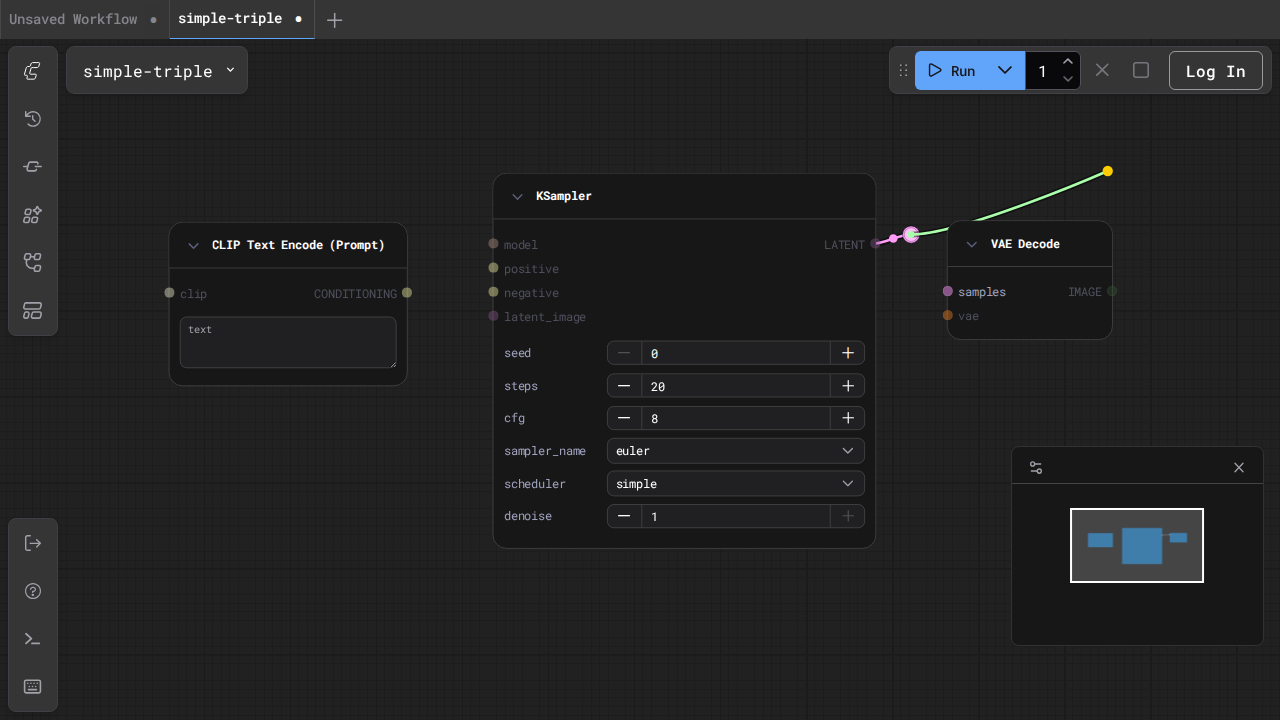 Unsaved Workflow
simple-triple
simple-triple
Run
1
Log In
CLIP Text Encode (Prompt)
clip
CONDITIONING
text
KSampler
model
LATENT
positive
negative
latent_image
seed
0
steps
20
cfg
8
sampler_name
euler
scheduler
simple
denoise
1
VAE Decode
samples
IMAGE
vae